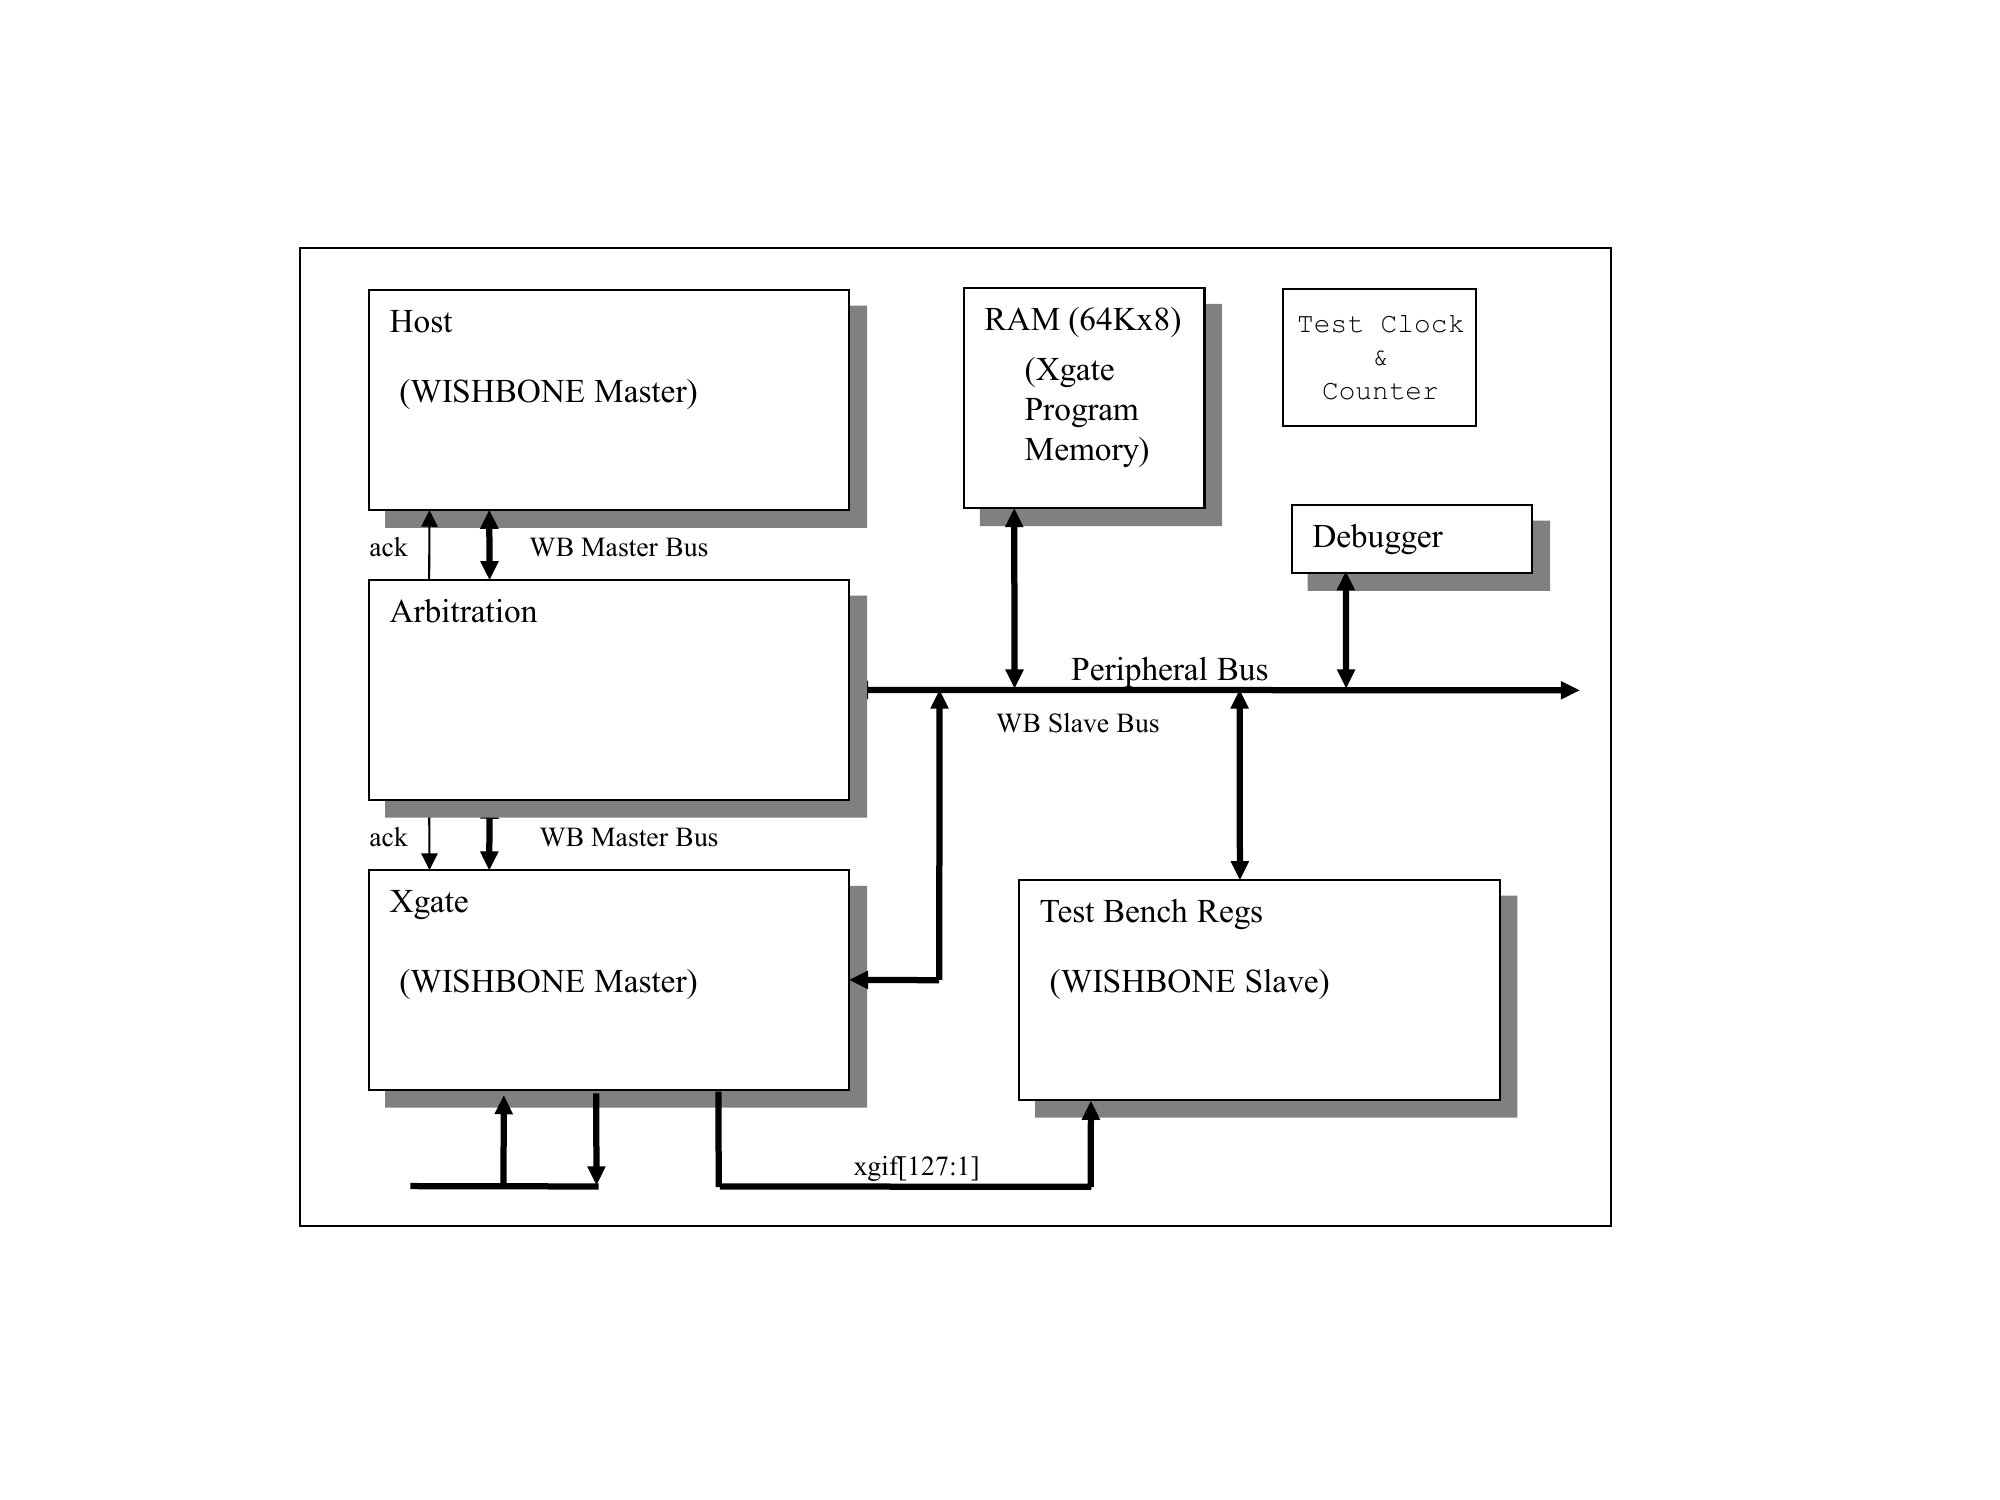 Host
(WISHBONE Master)
RAM (64Kx8)
(Xgate
Program
Memory)
Test Clock
&
Counter
ack
WB Master Bus
Debugger
Arbitration
Peripheral Bus
WB Slave Bus
ack
WB Master Bus
Xgate
(WISHBONE Master)
Test Bench Regs
(WISHBONE Slave)
xgif[127:1]